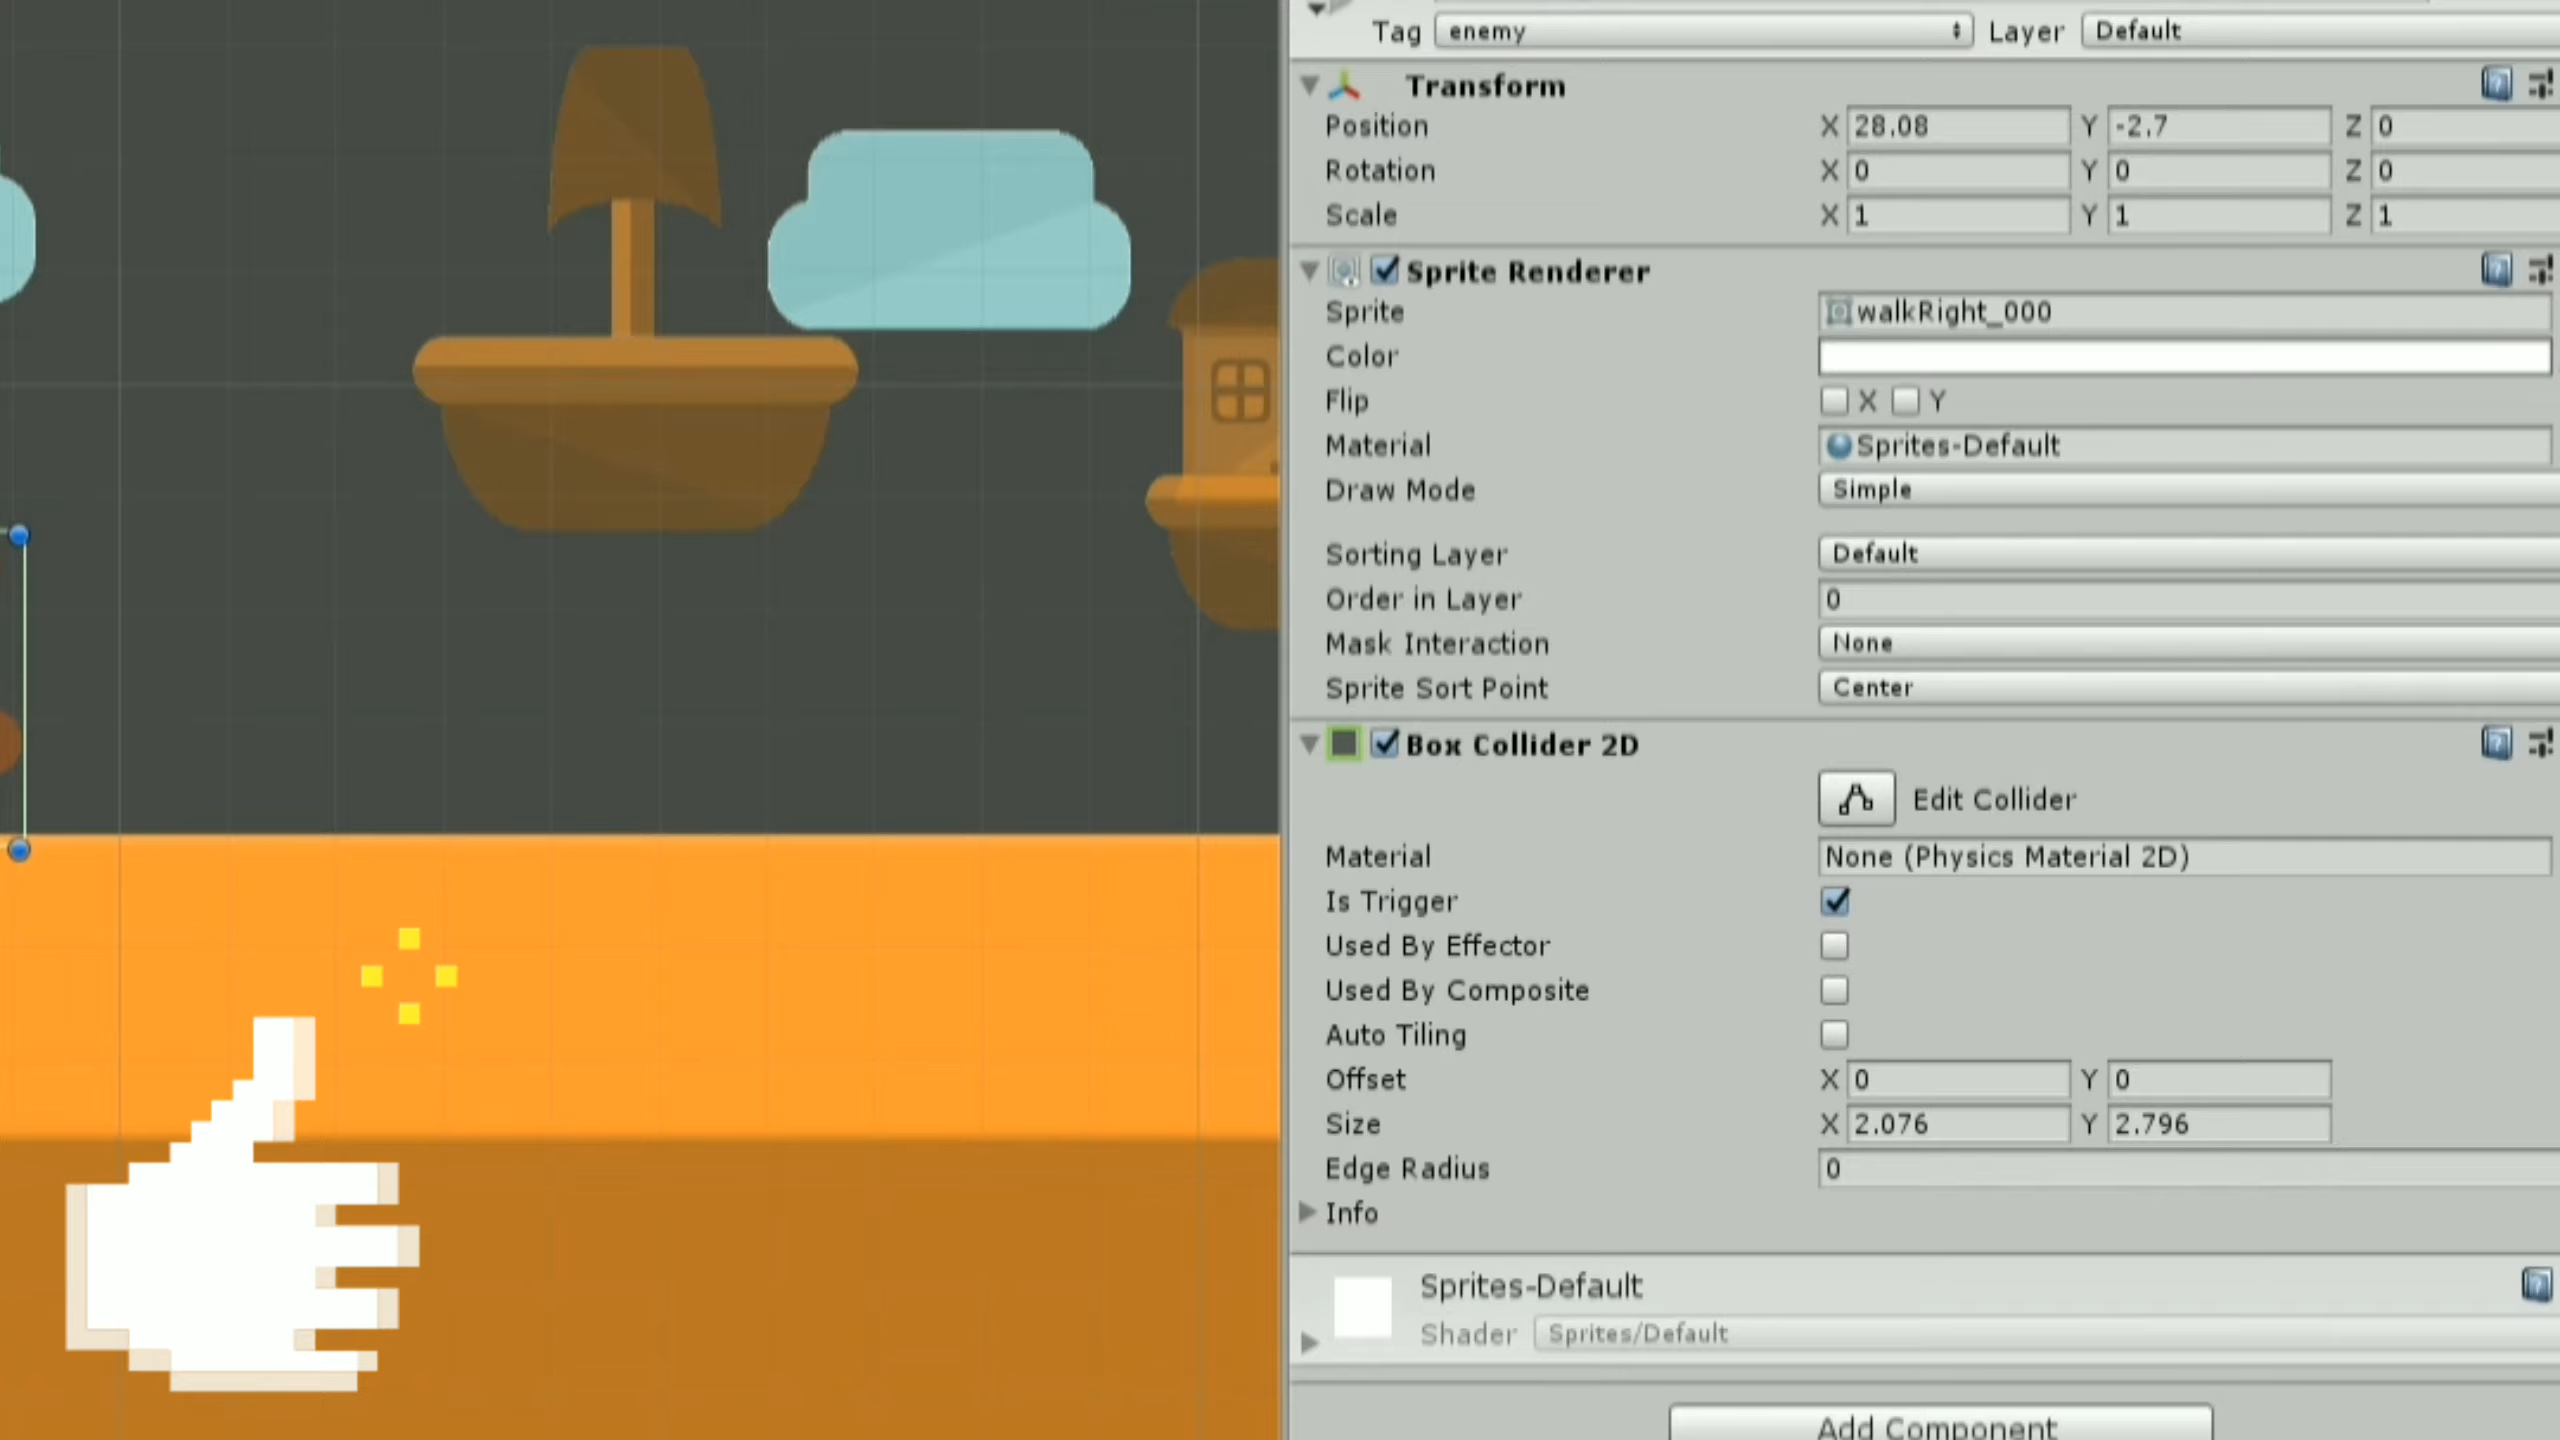 Tag enemy Layer Default
Transform
Position X 28.08 Y -2.7 Z 0
Rotation X 0 Y 0 Z 0
Scale X 1 Y 1 Z 1
Sprite Renderer
Sprite walkRight_000
Color
Flip X Y
Material Sprites-Default
Draw Mode Simple
Sorting Layer Default
Order in Layer 0
Mask Interaction None
Sprite Sort Point Center
Box Collider 2D
Edit Collider
Material None (Physics Material 2D)
Is Trigger
Used By Effector
Used By Composite
Auto Tiling
Offset X 0 Y 0
Size X 2.076 Y 2.796
Edge Radius 0
Info
Sprites-Default
Shader Sprites/Default
Add Component